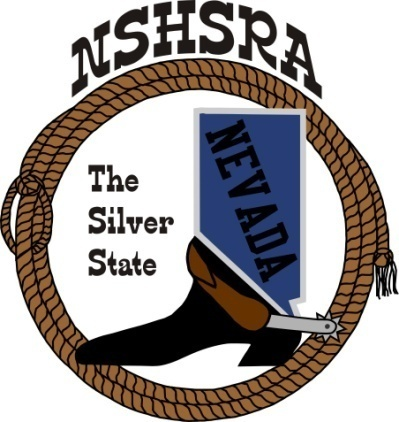 NSHSRA
The
Silver
State
NEVADA